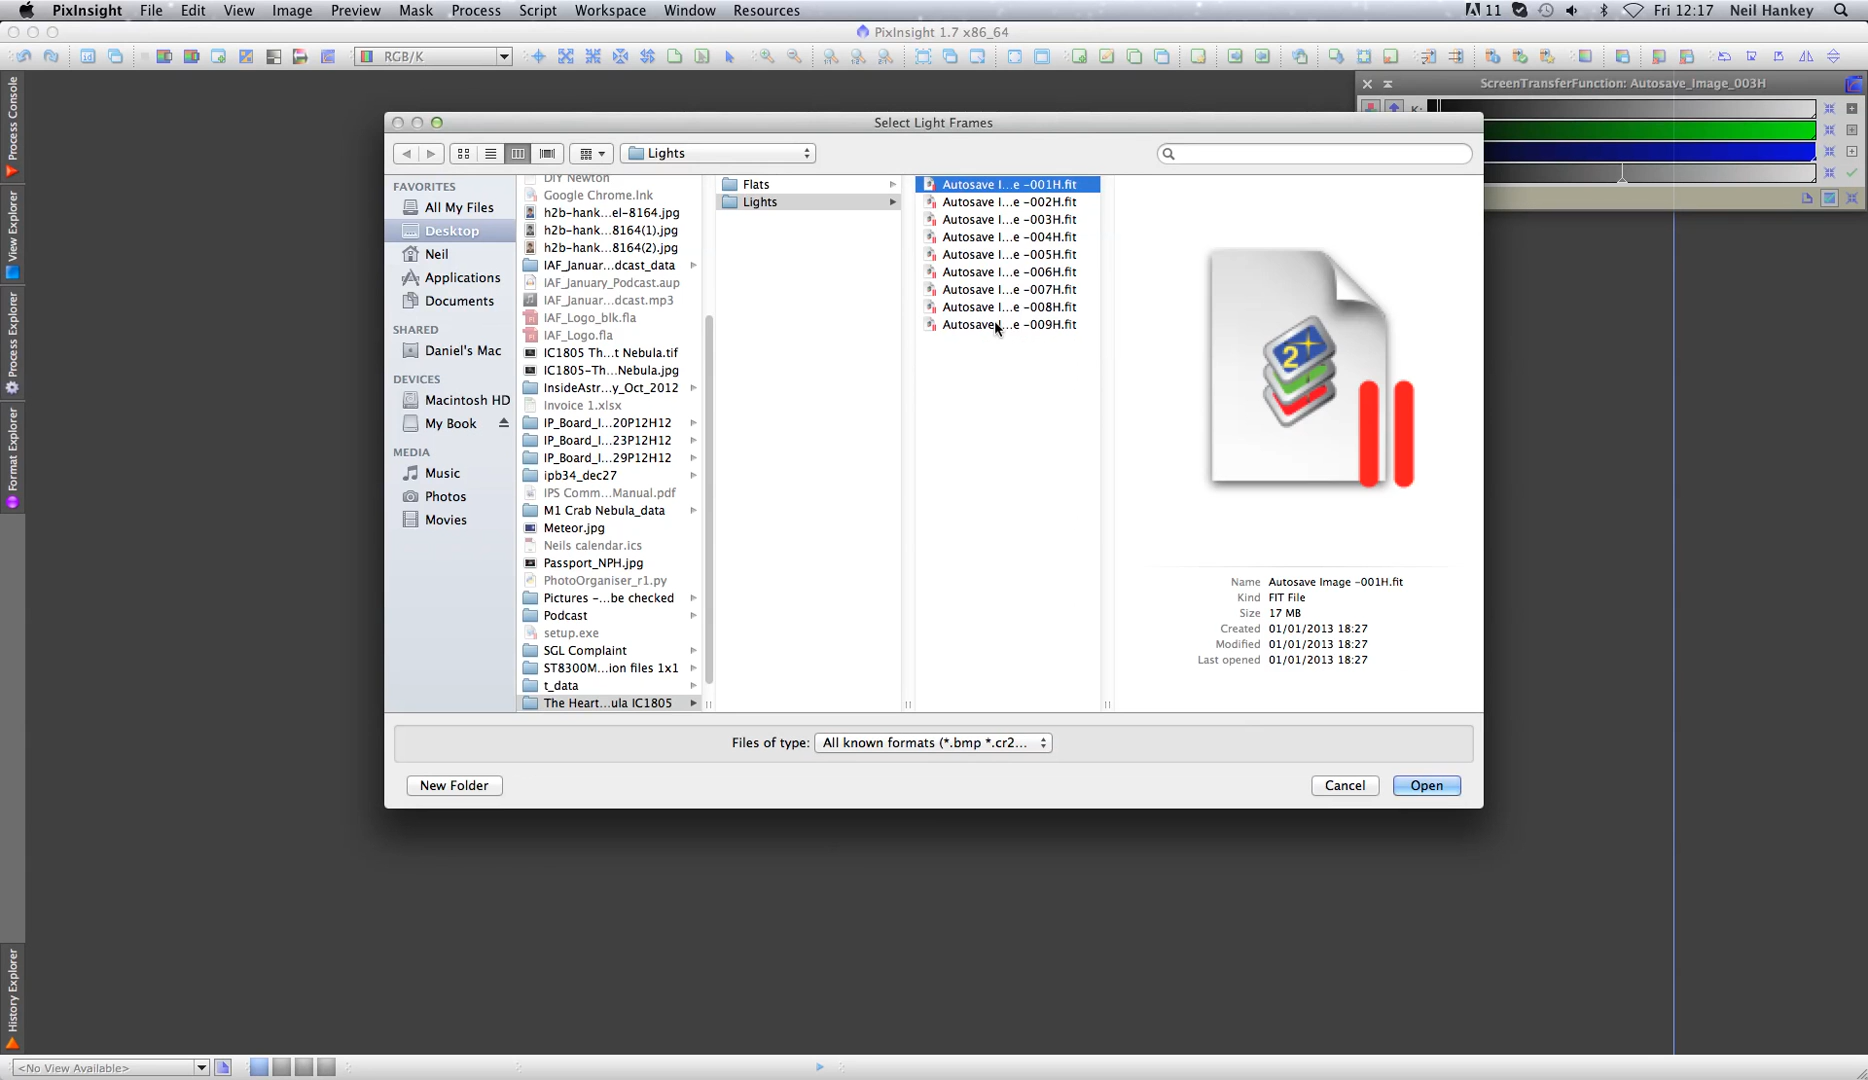 PixInsight File Edit View Image Preview Mask Process Script Workspace Window Resources 11 Fri 12:17 Neil Hankey
PixInsight 1.7 x86_64
RGB/K
ScreenTransferFunction: Autosave_Image_003H
Process Console
View Explorer
Process Explorer
Format Explorer
History Explorer
Select Light Frames
Lights
FAVORITES
All My Files
Desktop
Neil
Applications
Documents
SHARED
Daniel's Mac
DEVICES
Macintosh HD
My Book
MEDIA
Music
Photos
Movies
DIY Newton
Google Chrome.lnk
h2b-hank...el-8164.jpg
h2b-hank...8164(1).jpg
h2b-hank...8164(2).jpg
IAF_Januar...dcast_data
IAF_January_Podcast.aup
IAF_Januar...dcast.mp3
IAF_Logo_blk.fla
IAF_Logo.fla
IC1805 Th...t Nebula.tif
IC1805-Th...Nebula.jpg
InsideAstr...y_Oct_2012
Invoice 1.xlsx
IP_Board_I...20P12H12
IP_Board_I...23P12H12
IP_Board_I...29P12H12
ipb34_dec27
IPS Comm...Manual.pdf
M1 Crab Nebula_data
Meteor.jpg
Neils calendar.ics
Passport_NPH.jpg
PhotoOrganiser_r1.py
Pictures -...be checked
Podcast
setup.exe
SGL Complaint
ST8300M...ion files 1x1
t_data
The Heart...ula IC1805
Flats
Lights
Autosave I...e -001H.fit
Autosave I...e -002H.fit
Autosave I...e -003H.fit
Autosave I...e -004H.fit
Autosave I...e -005H.fit
Autosave I...e -006H.fit
Autosave I...e -007H.fit
Autosave I...e -008H.fit
Autosave I...e -009H.fit
2
Name Autosave Image -001H.fit
Kind FIT File
Size 17 MB
Created 01/01/2013 18:27
Modified 01/01/2013 18:27
Last opened 01/01/2013 18:27
Files of type: All known formats (*.bmp *.cr2...
New Folder Cancel Open
<No View Available>